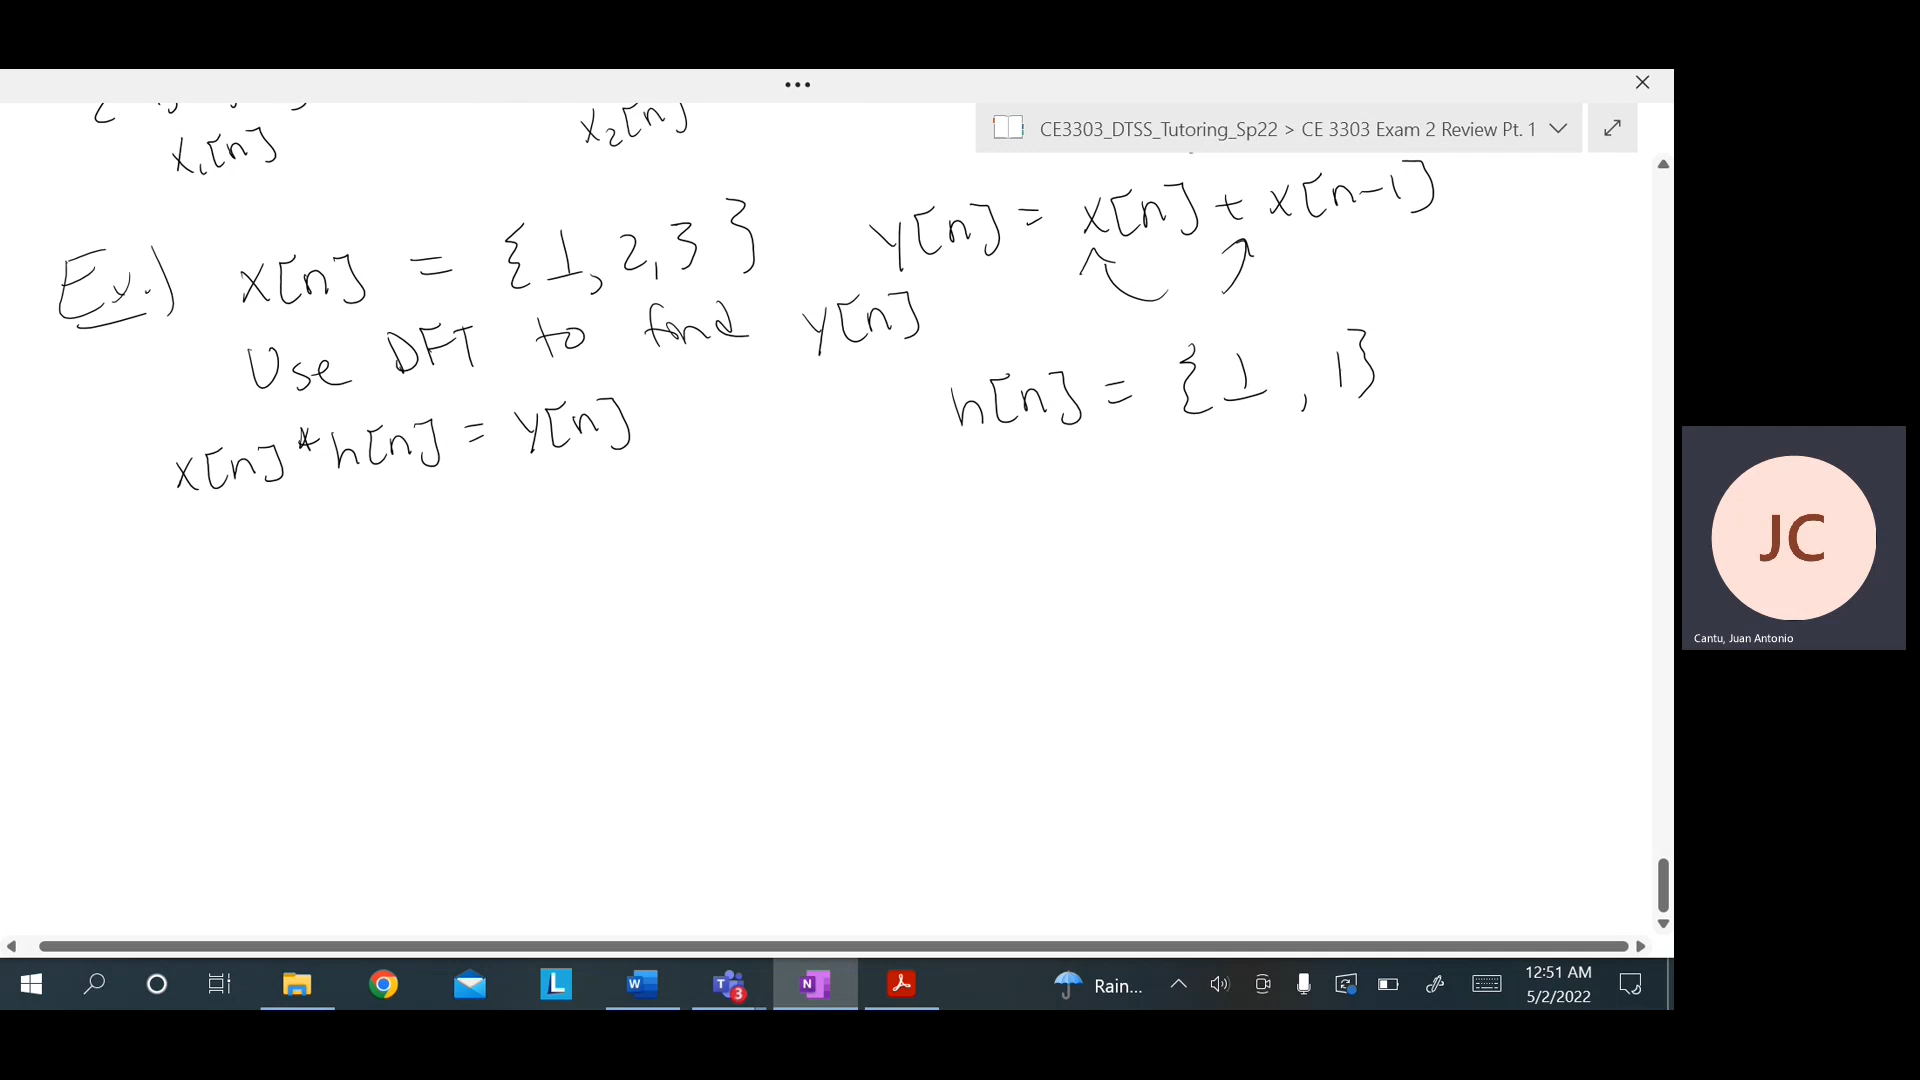 x₁[n]
x₂[n]
CE3303_DTSS_Tutoring_Sp22 > CE 3303 Exam 2 Review Pt. 1
Ex.) x[n] = {1, 2, 3} y[n] = x[n] + x[n-1]
Use DFT to find y[n]
h[n] = {1, 1}
x[n] * h[n] = y[n]
JC
Cantu, Juan Antonio
L
W
T 3
N
Rain...
12:51 AM
5/2/2022